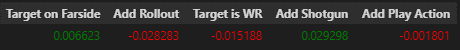 Target on Farside Add Rollout Target is WR Add Shotgun Add Play Action
0.006623 -0.028283 -0.015188 0.029298 -0.001801